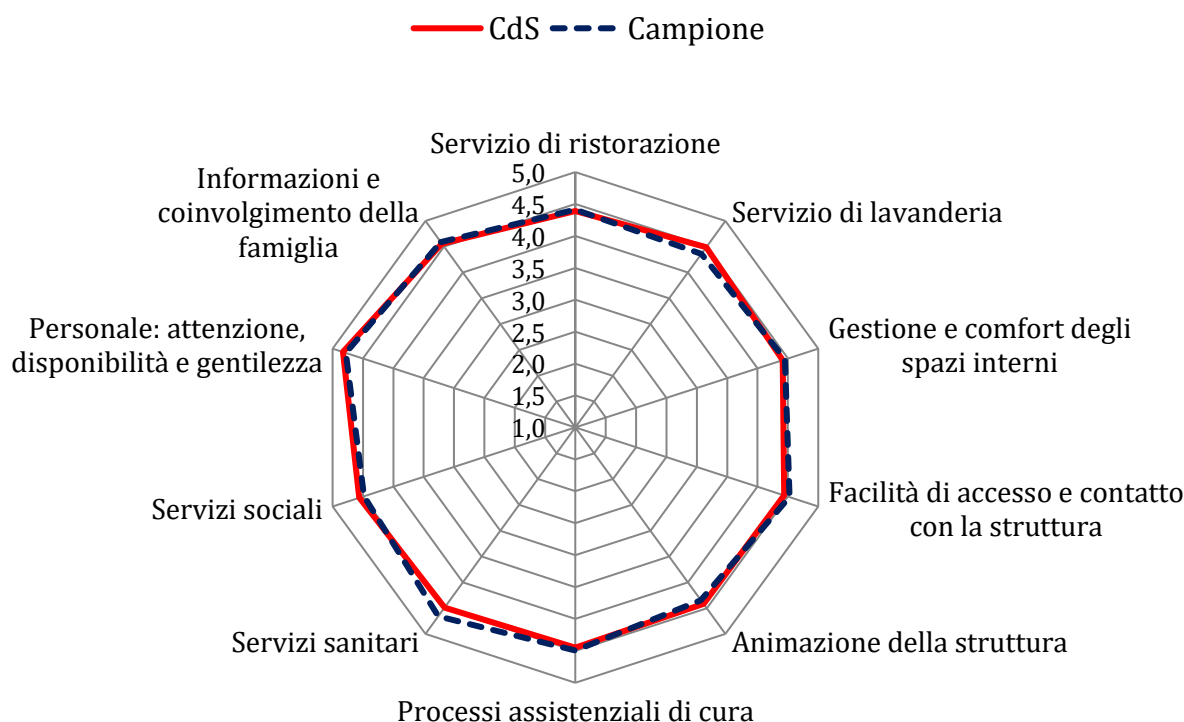 CdS Campione
Servizio di ristorazione
Servizio di lavanderia
Gestione e comfort degli
spazi interni
Facilità di accesso e contatto
con la struttura
Animazione della struttura
Processi assistenziali di cura
Servizi sanitari
Servizi sociali
Personale: attenzione,
disponibilità e gentilezza
Informazioni e
coinvolgimento della
famiglia
5,0
4,5
4,0
3,5
3,0
2,5
2,0
1,5
1,0